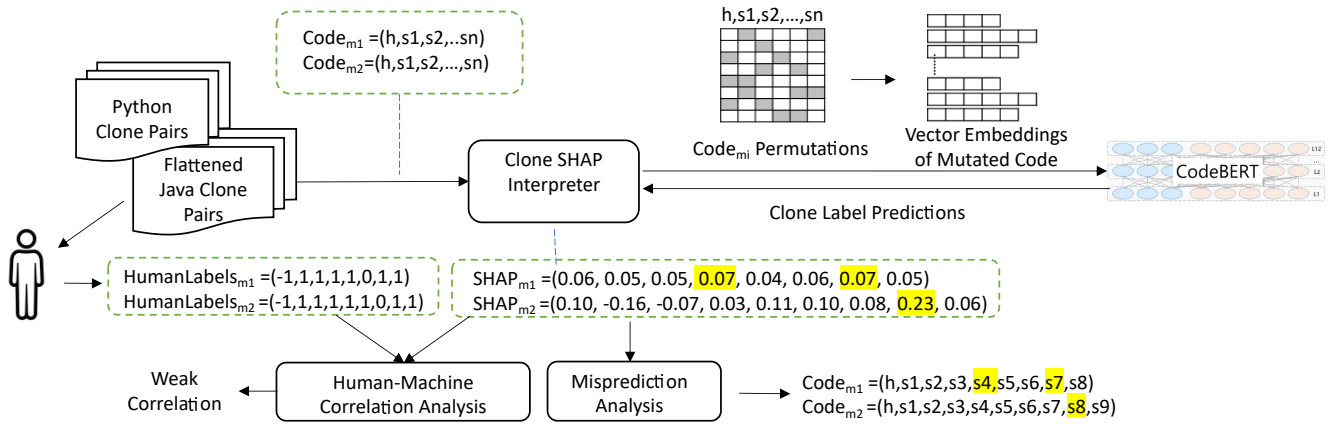 Code_m1 =(h,s1,s2,..sn)
Code_m2=(h,s1,s2,...,sn)
h,s1,s2,...,sn
Python
Clone Pairs
Flattened
Java Clone
Pairs
Clone SHAP
Interpreter
Code_mi Permutations
Vector Embeddings
of Mutated Code
CodeBERT
L12
...
L2
L1
Clone Label Predictions
HumanLabels_m1 =(-1,1,1,1,1,0,1,1)
HumanLabels_m2 =(-1,1,1,1,1,1,0,1,1)
SHAP_m1 =(0.06, 0.05, 0.05, 0.07, 0.04, 0.06, 0.07, 0.05)
SHAP_m2 =(0.10, -0.16, -0.07, 0.03, 0.11, 0.10, 0.08, 0.23, 0.06)
Weak
Correlation
Human-Machine
Correlation Analysis
Misprediction
Analysis
Code_m1 =(h,s1,s2,s3,s4,s5,s6,s7,s8)
Code_m2 =(h,s1,s2,s3,s4,s5,s6,s7,s8,s9)